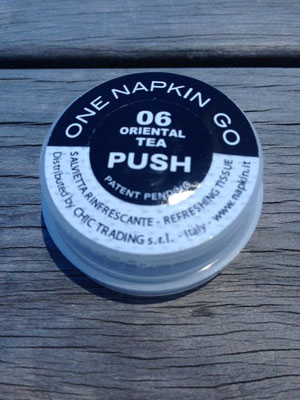 ONE NAPKIN GO
06
ORIENTAL
TEA
PUSH
PATENT PENDING
SALVIETTA RINFRESCANTE - REFRESHING TISSUE
Distributed by CHIC TRADING s.r.l. - Italy - www.napkin.it